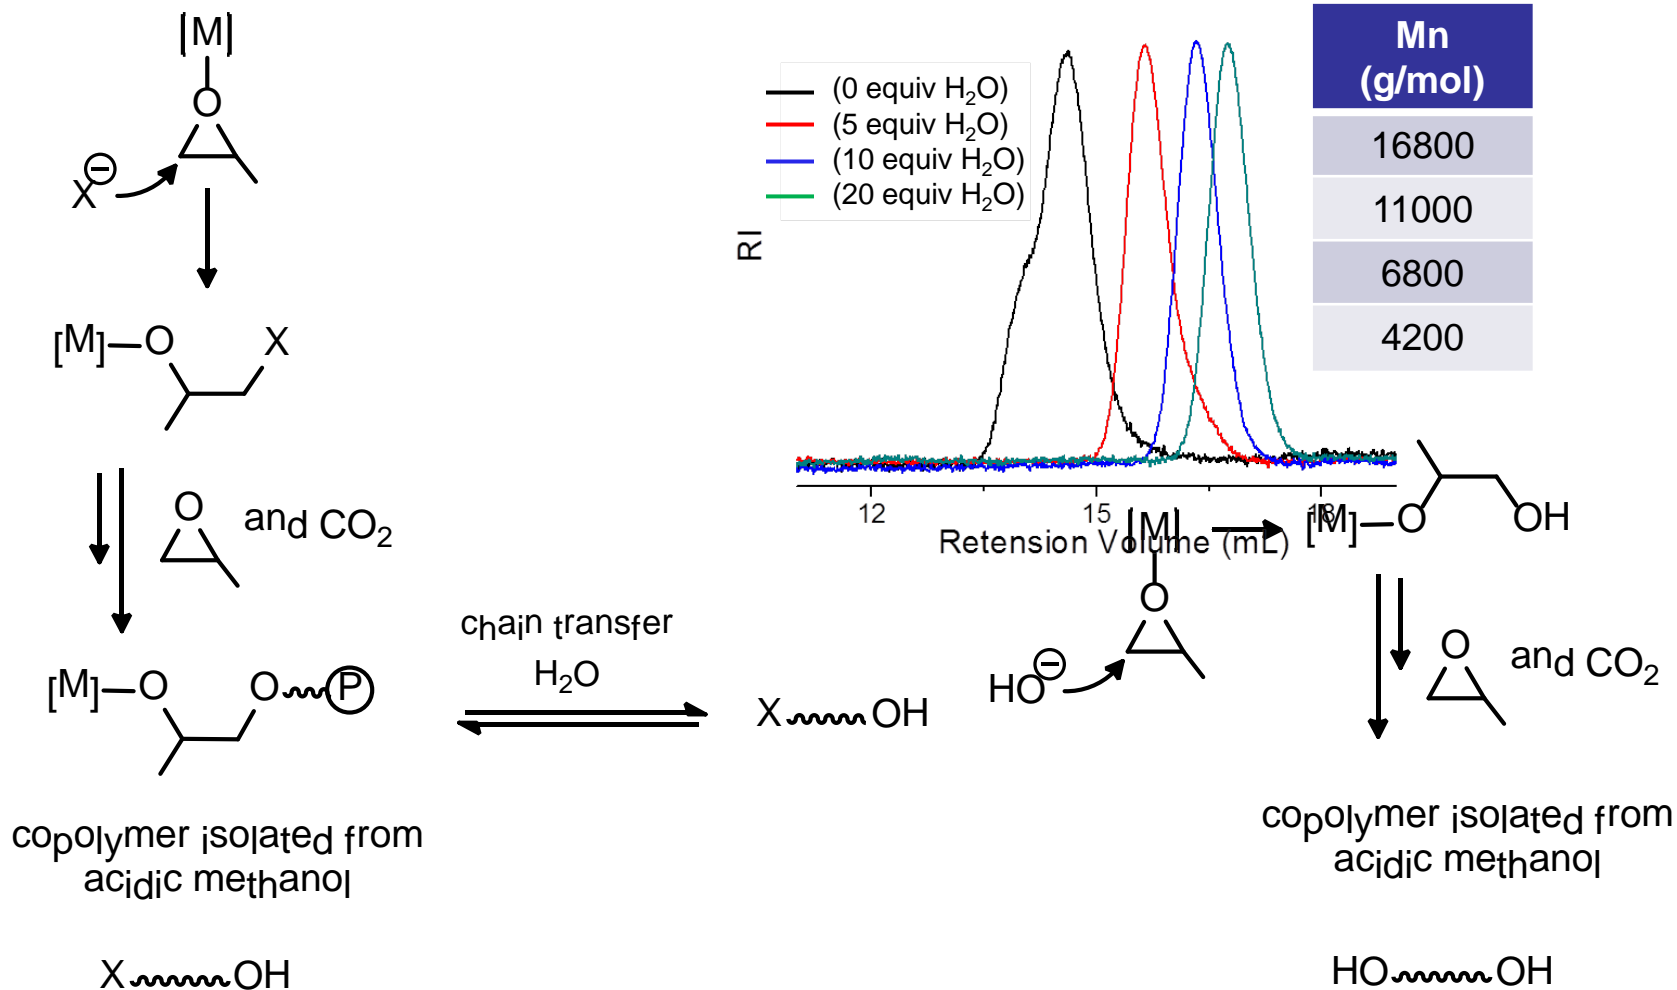 [M]
O
X⊖
[M]
O
X
O
and CO2
[M]
O
O
P
copolymer isolated from
acidic methanol
X
OH
chain transfer
H2O
X
OH
(0 equiv H2O)
(5 equiv H2O)
(10 equiv H2O)
(20 equiv H2O)
RI
12
15
18
Retension Volume (mL)
Mn
(g/mol)
16800
11000
6800
4200
[M]
O
HO⊖
[M]
O
OH
O
and CO2
copolymer isolated from
acidic methanol
HO
OH